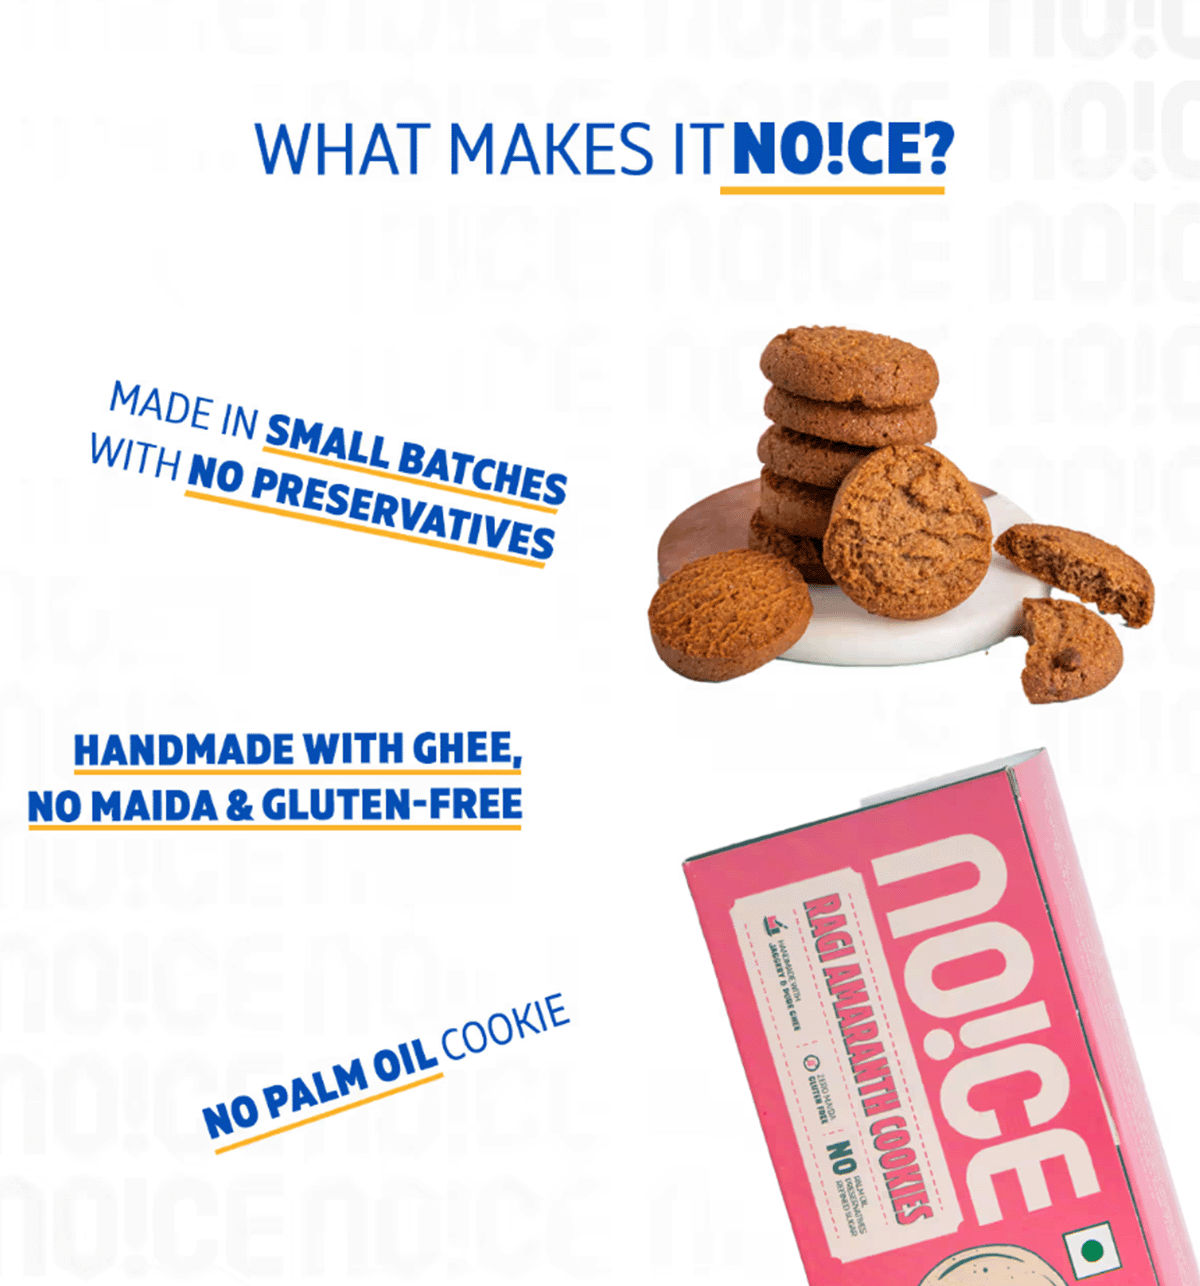 WHAT MAKES IT NO!CE?
MADE IN SMALL BATCHES
WITH NO PRESERVATIVES
HANDMADE WITH GHEE,
NO MAIDA & GLUTEN-FREE
NO PALM OIL COOKIE
NO!CE
RAGI AMARANTH COOKIES
HANDMADE WITH
JAGGERY & PURE GHEE
ZERO MAIDA
GLUTEN FREE
NO
PALM OIL
PRESERVATIVES
REFINED SUGAR